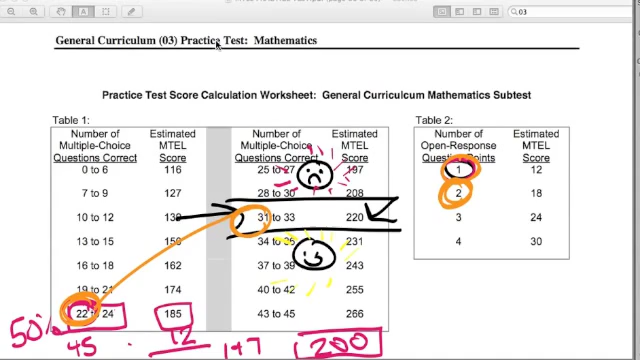 03
General Curriculum (03) Practice Test: Mathematics
Practice Test Score Calculation Worksheet: General Curriculcum Mathematics Subtest
Table 1:
Number of Multiple-Choice Questions Correct
Estimated MTEL Score
Number of Multiple-Choice Questions Correct
Estimated MTEL Score
0 to 6 116 25 to 27 197
7 to 9 127 28 to 30 208
10 to 12 31 to 33 220
13 to 15 150 34 to 36 231
16 to 18 162 37 to 39 243
19 to 21 174 40 to 42 255
22 to 24 185 43 to 45 266
Table 2:
Number of Open-Response Question Points
Estimated MTEL Score
1 12
2 18
3 24
4 30
50%
45
12
197
200